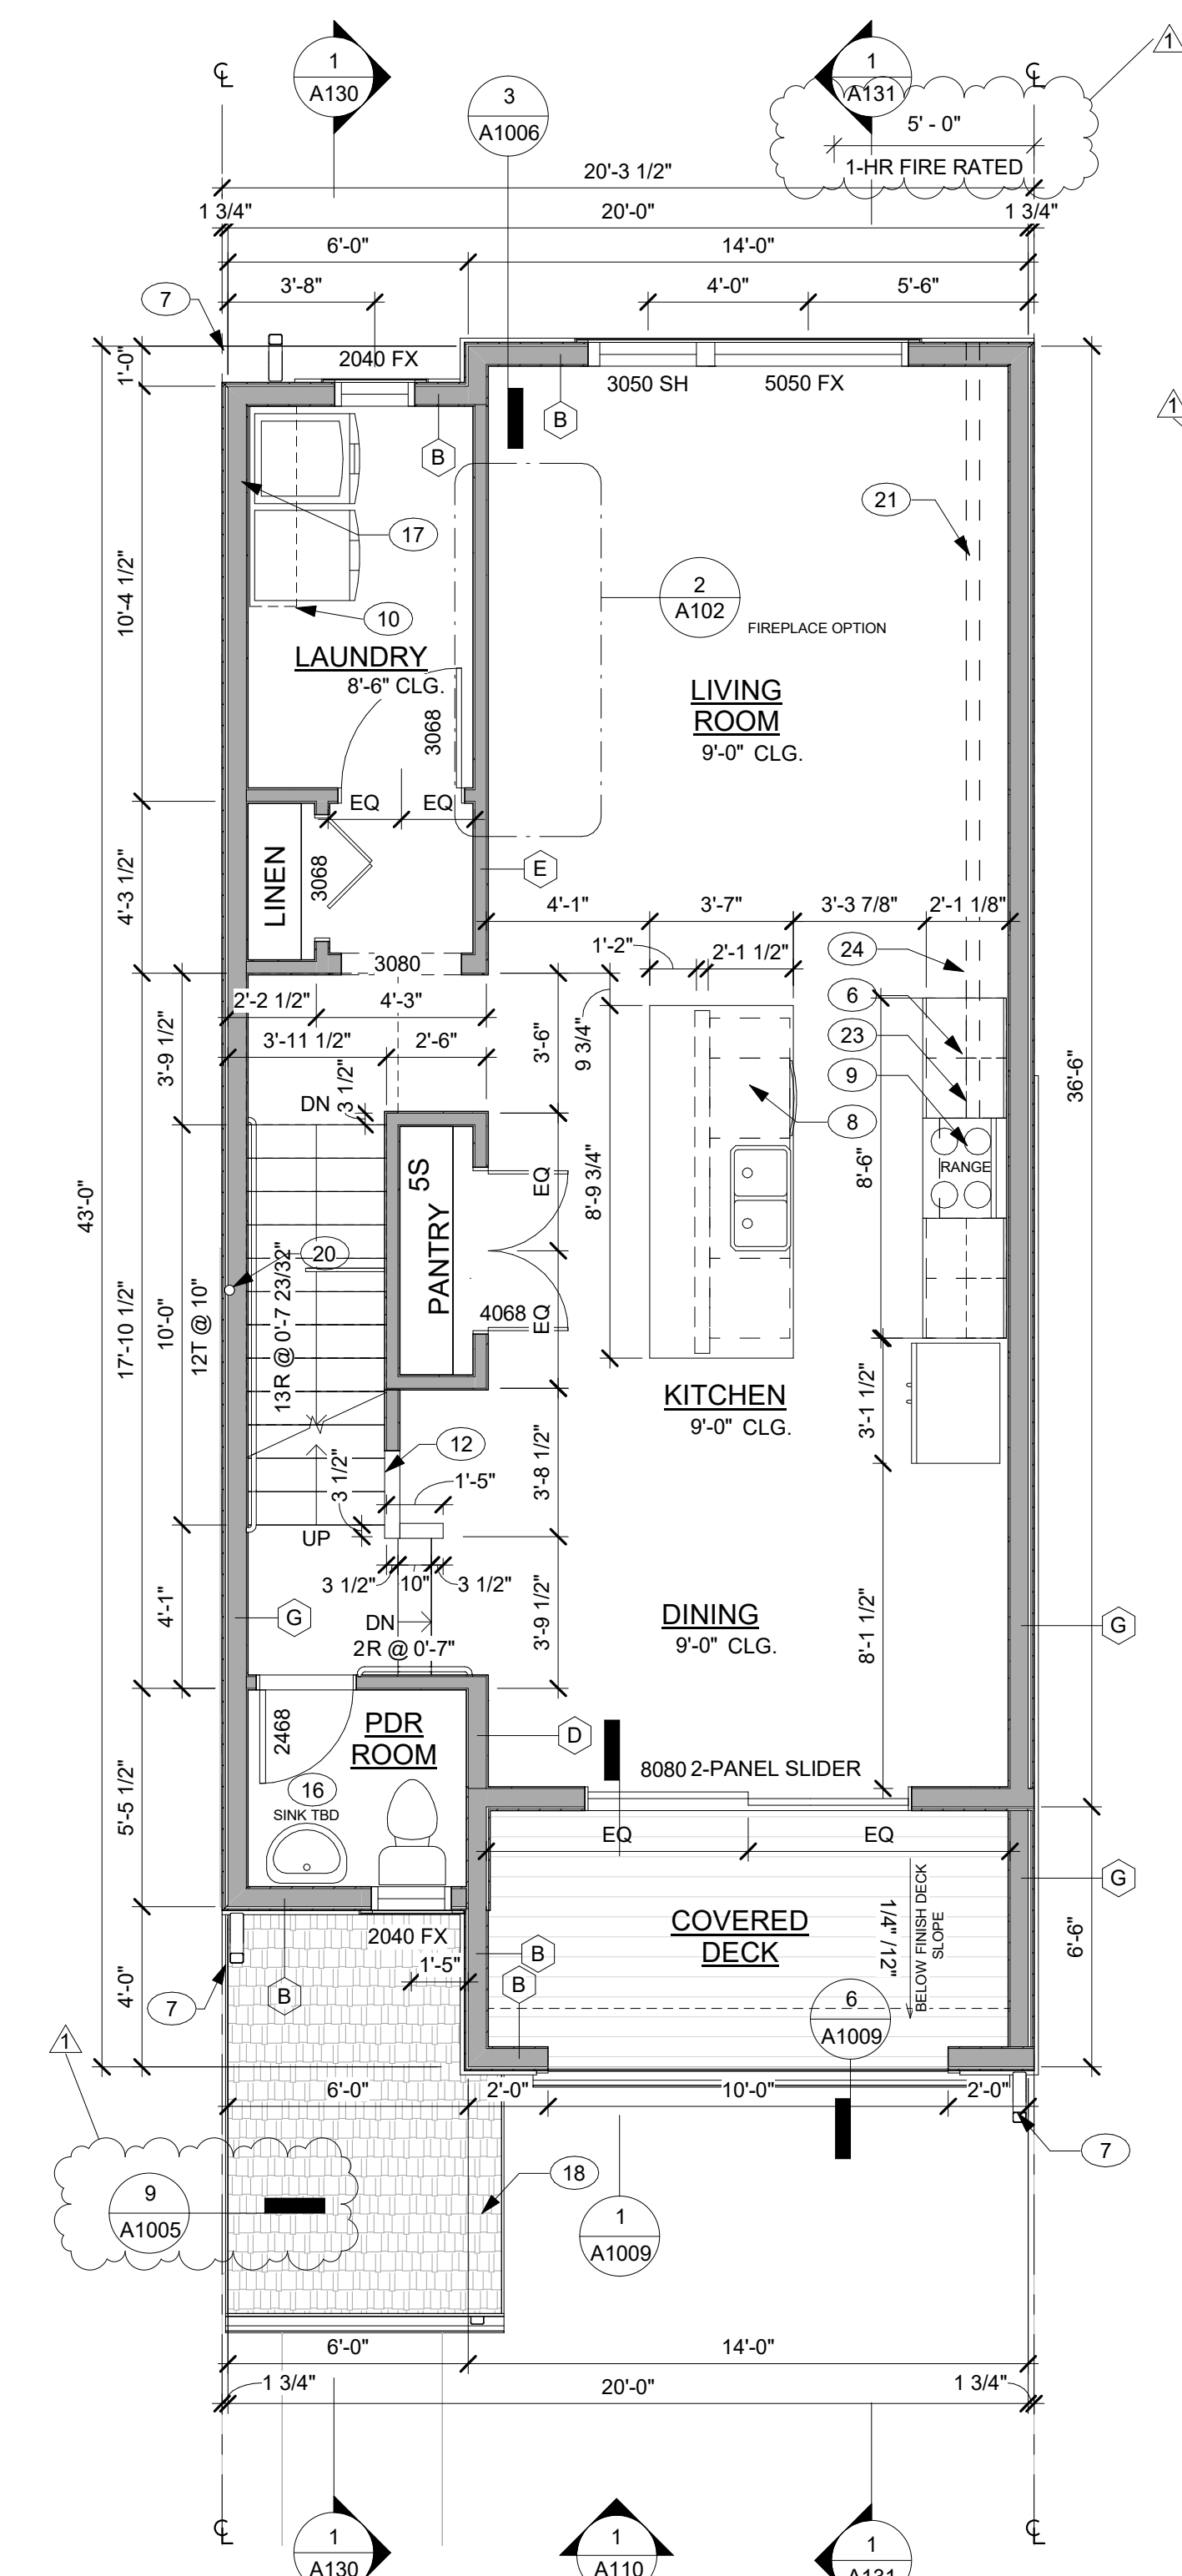 1
A130
1
A131
1
3
A1006
5' - 0"
1-HR FIRE RATED
20'-3 1/2"
1 3/4"
20'-0"
1 3/4"
6'-0"
14'-0"
3'-8"
4'-0"
5'-6"
7
1'-0"
2040 FX
3050 SH
5050 FX
1
B
B
21
17
10'-4 1/2"
2
A102
FIREPLACE OPTION
10
LAUNDRY
8'-6" CLG.
3068
LIVING
ROOM
9'-0" CLG.
EQ
EQ
LINEN
3068
E
4'-3 1/2"
4'-1"
3'-7"
3'-3 7/8"
2'-1 1/8"
1'-2"
2'-1 1/2"
24
3080
2'-2 1/2"
4'-3"
6
3'-11 1/2"
2'-6"
3'-6"
9 3/4"
23
3'-9 1/2"
36'-6"
DN
3 1/2"
9
8
RANGE
8'-6"
5S
PANTRY
EQ
8'-9 3/4"
43'-0"
20
4068
EQ
13R @ 0'-7 23/32"
12T @ 10"
10'-0"
17'-10 1/2"
KITCHEN
9'-0" CLG.
3'-1 1/2"
12
3'-8 1/2"
1'-5"
3 1/2"
UP
3 1/2"
10"
3 1/2"
4'-1"
G
DN
2R @ 0'-7"
3'-9 1/2"
DINING
9'-0" CLG.
8'-1 1/2"
G
2468
PDR
ROOM
D
16
SINK TBD
8080 2-PANEL SLIDER
5'-5 1/2"
EQ
EQ
G
COVERED
DECK
1/4" /12"
BELOW FINISH DECK
SLOPE
2040 FX
B
1'-5"
B
B
6'-6"
4'-0"
7
6
A1009
1
6'-0"
2'-0"
10'-0"
2'-0"
7
9
A1005
18
1
A1009
6'-0"
14'-0"
1 3/4"
20'-0"
1 3/4"
1
A130
1
A110
1
A131